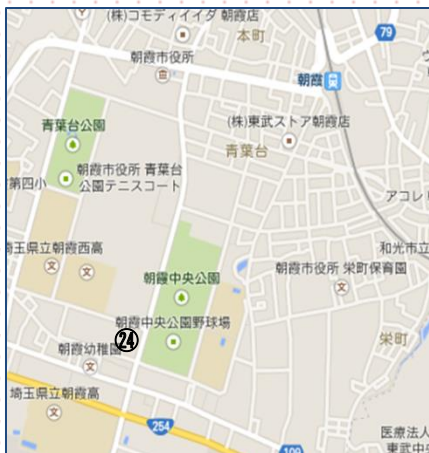 (株)コモディイイダ 朝霞店
本町
79
朝霞市役所
朝霞
(株)東武ストア朝霞店
青葉台公園
青葉台
朝霞市役所 青葉台
公園テニスコート
第四小
アコレ
埼玉県立朝霞西高
和光市立
朝霞中央公園
朝霞市役所 栄町保育園
朝霞中央公園野球場
㉔
朝霞幼稚園
栄町
埼玉県立朝霞高
254
109
医療法人
東武中央